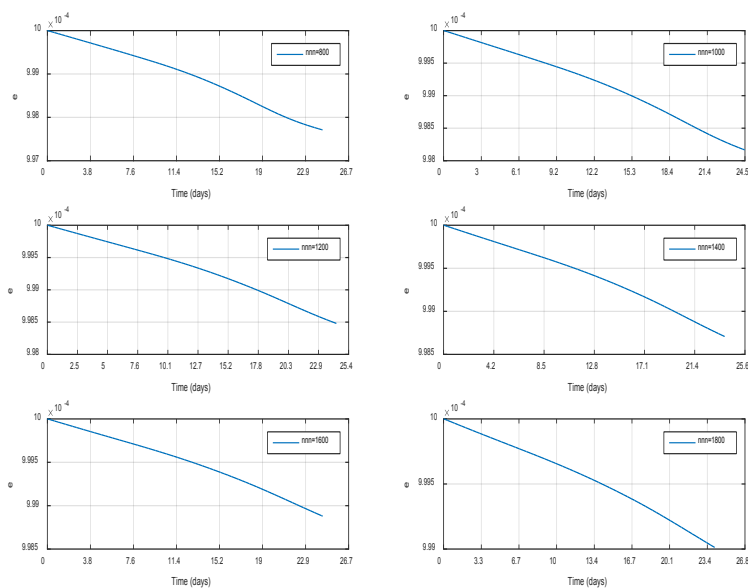 × 10 -4
10
nnn=800
9.99
e
9.98
9.97
0 3.8 7.6 11.4 15.2 19 22.9 26.7
Time (days)
× 10 -4
10
nnn=1000
9.995
9.99
e
9.985
9.98
0 3 6.1 9.2 12.2 15.3 18.4 21.4 24.5
Time (days)
× 10 -4
10
nnn=1200
9.995
9.99
e
9.985
9.98
0 2.5 5 7.6 10.1 12.7 15.2 17.8 20.3 22.9 25.4
Time (days)
× 10 -4
10
nnn=1400
9.995
e
9.99
9.985
0 4.2 8.5 12.8 17.1 21.4 25.6
Time (days)
× 10 -4
10
nnn=1600
9.995
e
9.99
9.985
0 3.8 7.6 11.4 15.2 19 22.9 26.7
Time (days)
× 10 -4
10
nnn=1800
9.995
e
9.99
0 3.3 6.7 10 13.4 16.7 20.1 23.4 26.8
Time (days)